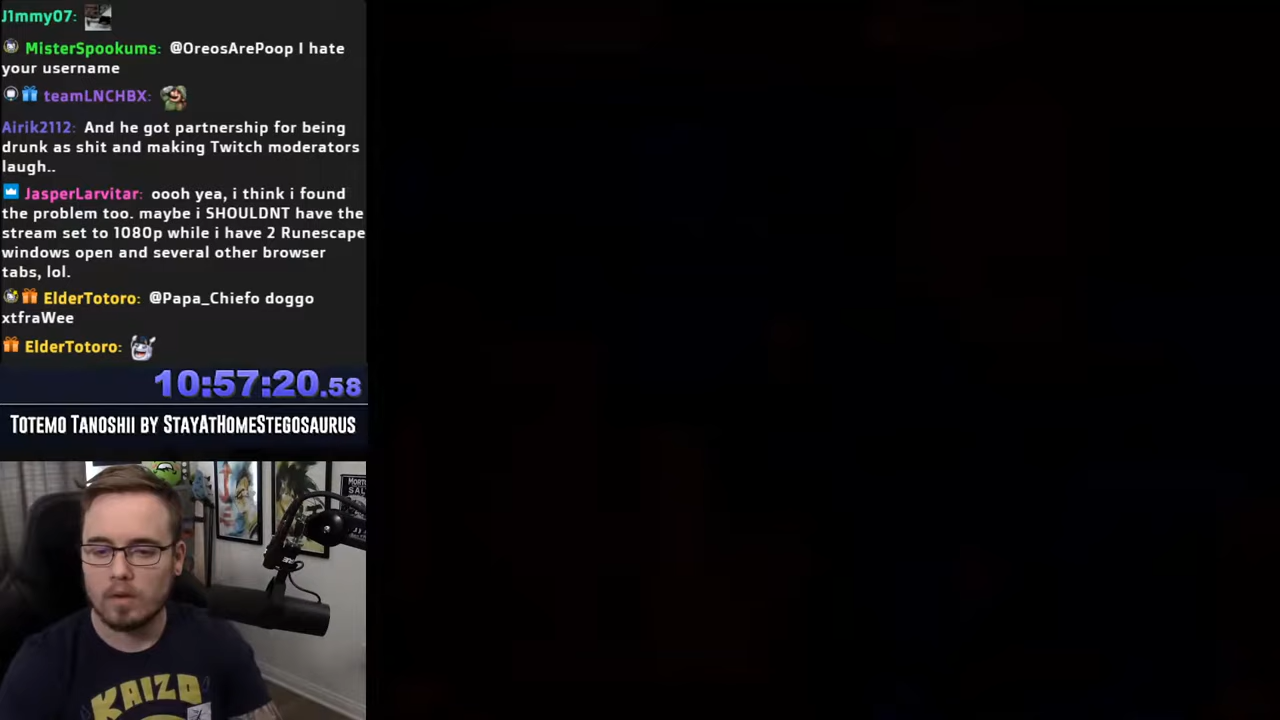 J1mmy07:
MisterSpookums: @OreosArePoop I hate
your username
teamLNCHBX:
Airik2112: And he got partnership for being
drunk as shit and making Twitch moderators
laugh..
JasperLarvitar: oooh yea, i think i found
the problem too. maybe i SHOULDNT have the
stream set to 1080p while i have 2 Runescape
windows open and several other browser
tabs, lol.
ElderTotoro: @Papa_Chiefo doggo
xtfraWee
ElderTotoro:
10:57:20.58
Totemo Tanoshii by StayAtHomeStegosaurus
KAIZO